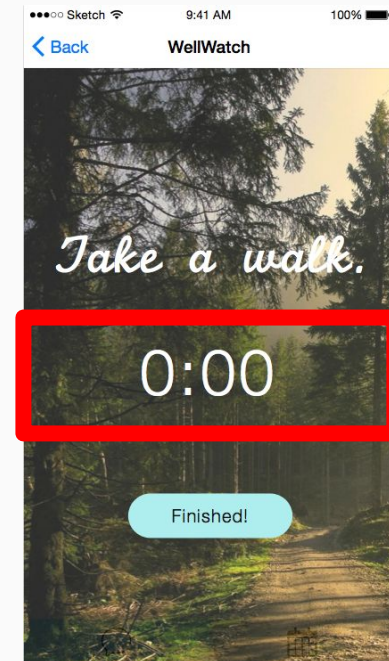 Sketch 9:41 AM 100%
Back WellWatch
Take a walk.
0:00
Finished!